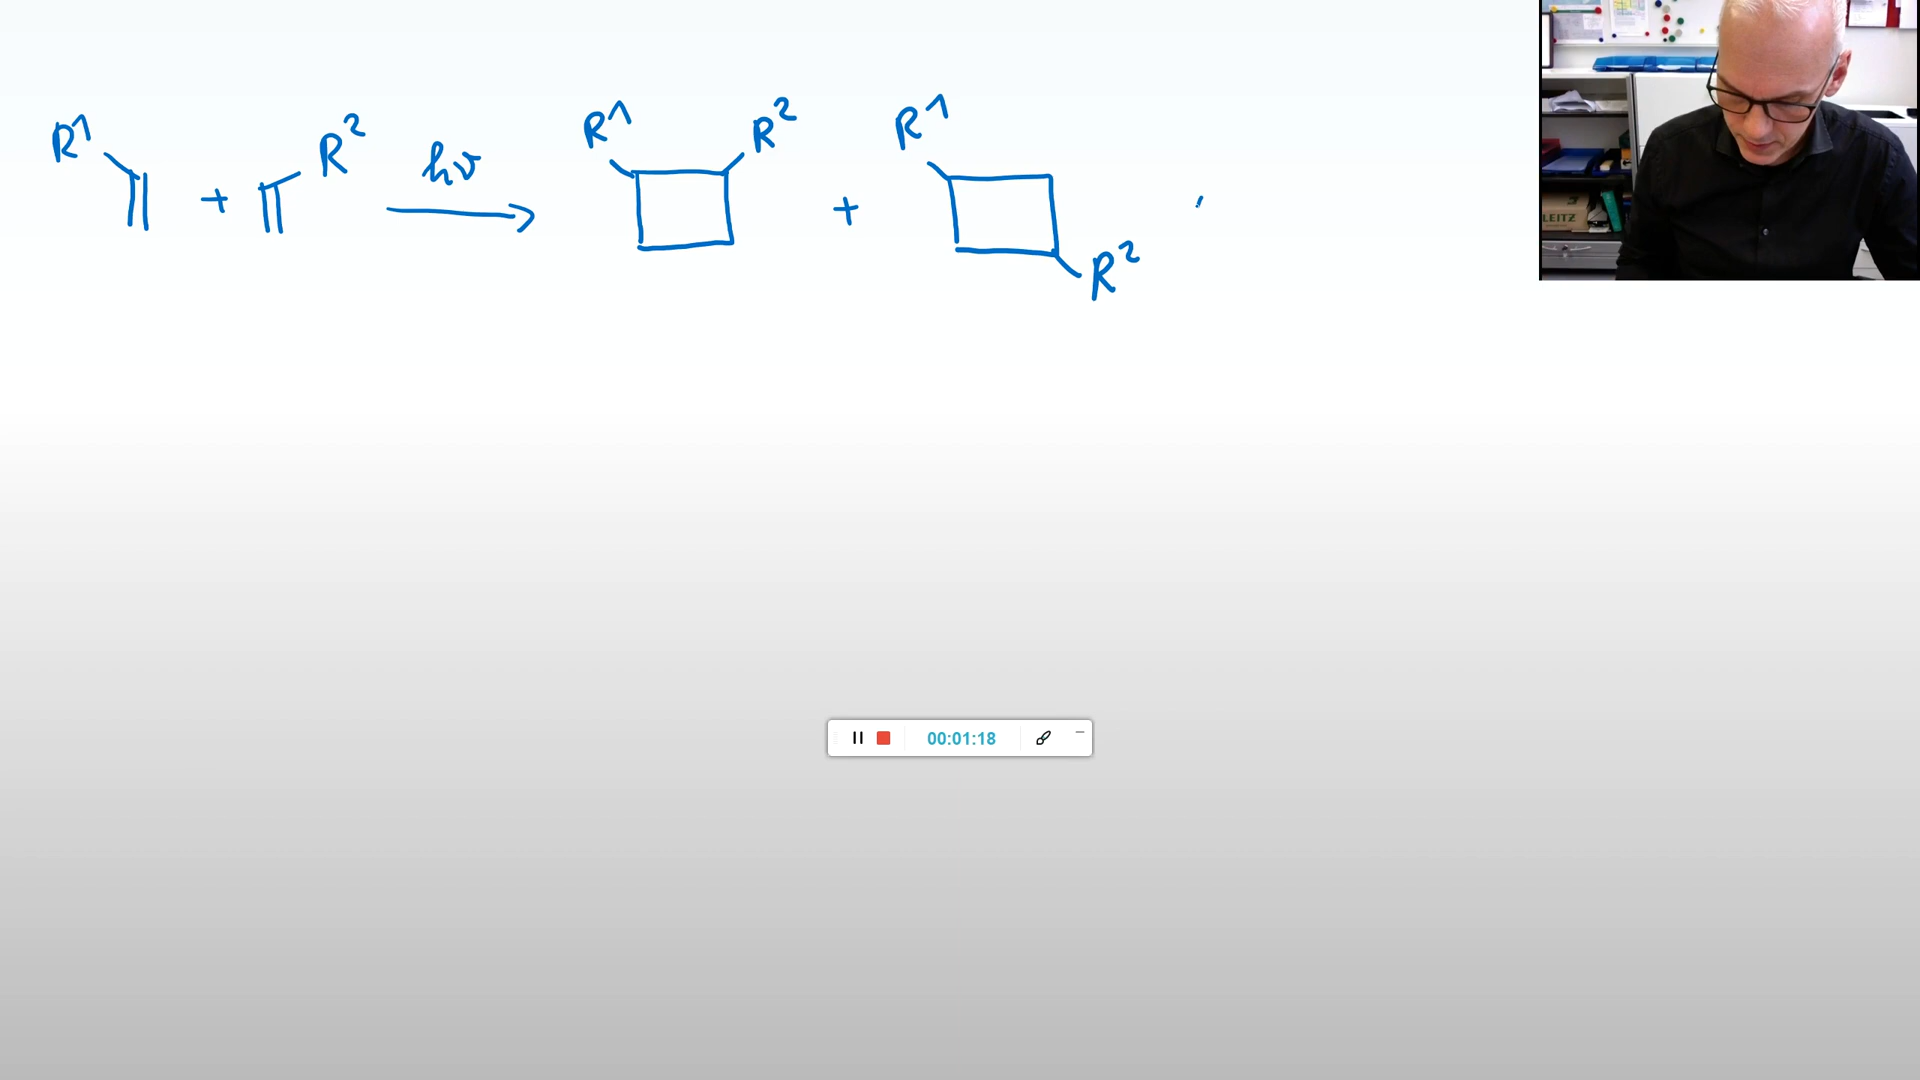 R¹ + R² hν → R¹ R² + R¹ R²
LEITZ
00:01:18